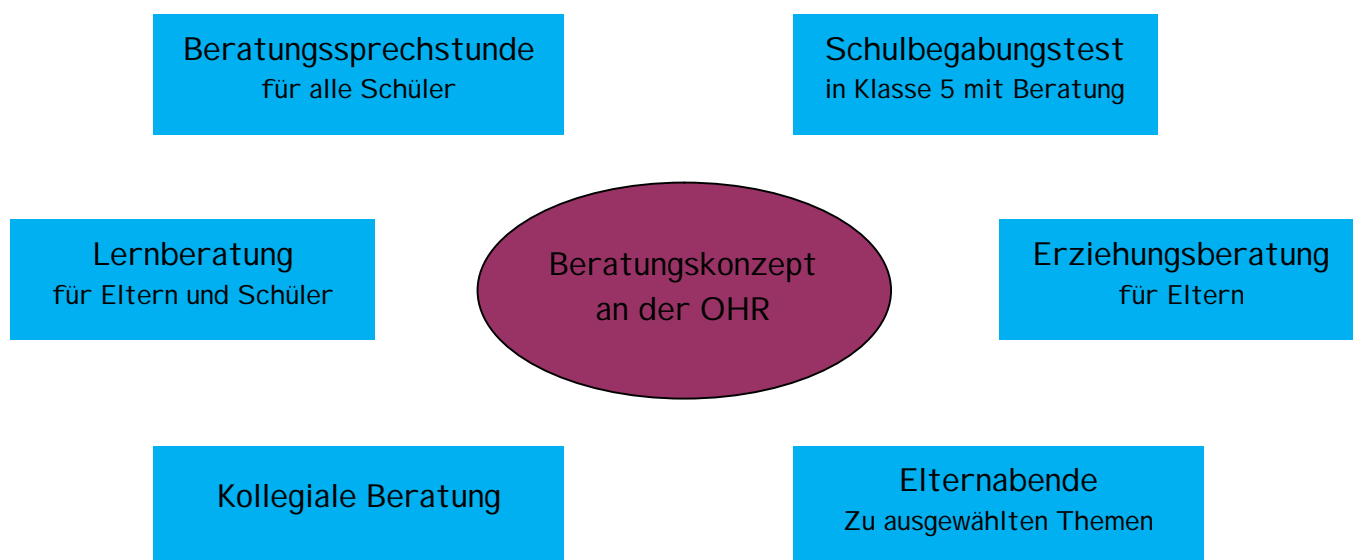 Beratungssprechstunde
für alle Schüler
Schulbegabungstest
in Klasse 5 mit Beratung
Lernberatung
für Eltern und Schüler
Beratungskonzept
an der OHR
Erziehungsberatung
für Eltern
Kollegiale Beratung
Elternabende
Zu ausgewählten Themen